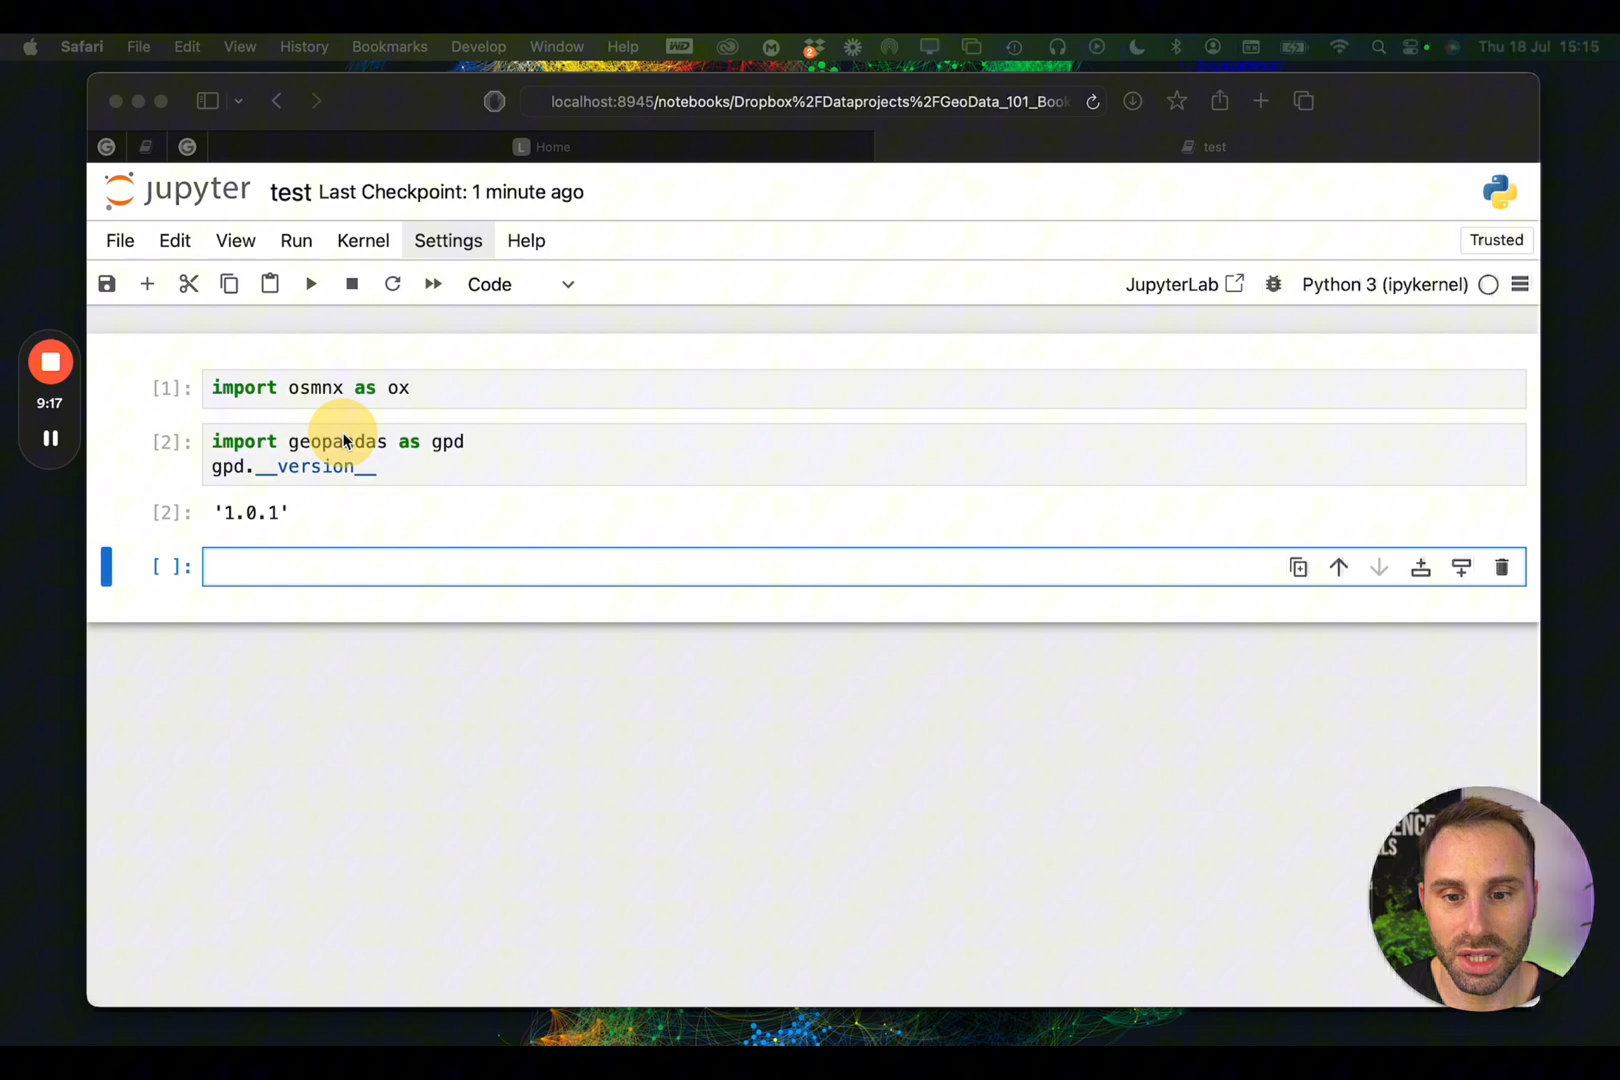 Safari File Edit View History Bookmarks Develop Window Help WD 2 Thu 18 Jul 15:15
localhost:8945/notebooks/Dropbox%2FDataprojects%2FGeoData_101_Book
L Home test
jupyter test Last Checkpoint: 1 minute ago
File Edit View Run Kernel Settings Help Trusted
Code JupyterLab Python 3 (ipykernel)
[1]: import osmnx as ox
9:17
[2]: import geopandas as gpd
gpd.__version__
[2]: '1.0.1'
[ ]: